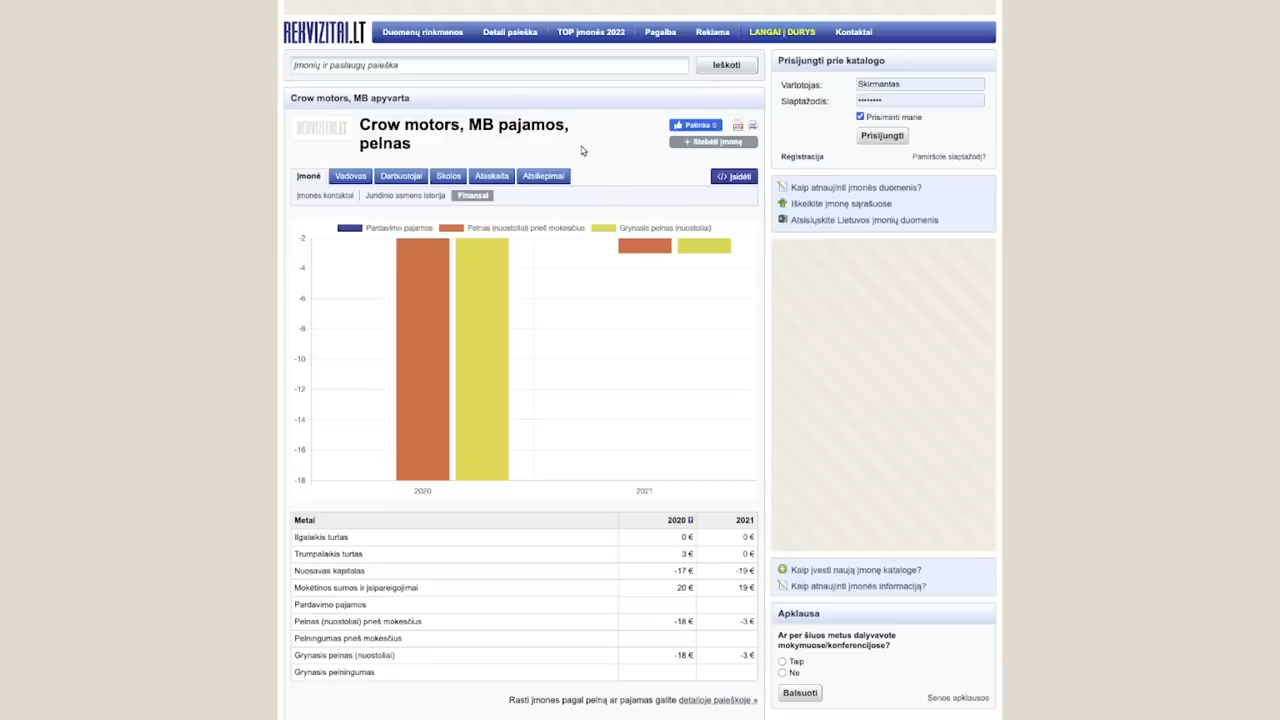 REKVIZITAI.LT
Duomenų rinkmenos Detali paieška TOP įmonės 2022 Pagalba Reklama LANGAI | DURYS Kontaktai
Įmonių ir paslaugų paieška Ieškoti
Crow motors, MB apyvarta
REKVIZITAI.LT
Crow motors, MB pajamos,
pelnas
Patinka 0
+ Stebėti įmonę
Įmonė Vadovas Darbuotojai Skolos Ataskaita Atsiliepimai </> Įsidėti
Įmonės kontaktai Juridinio asmens istorija Finansai
Pardavimo pajamos Pelnas (nuostoliai) prieš mokesčius Grynasis pelnas (nuostoliai)
-2
-4
-6
-8
-10
-12
-14
-16
-18
2020 2021
Metai 2020 2021
Ilgalaikis turtas 0 € 0 €
Trumpalaikis turtas 3 € 0 €
Nuosavas kapitalas -17 € -19 €
Mokėtinos sumos ir įsipareigojimai 20 € 19 €
Pardavimo pajamos
Pelnas (nuostoliai) prieš mokesčius -18 € -3 €
Pelningumas prieš mokesčius
Grynasis pelnas (nuostoliai) -18 € -3 €
Grynasis pelningumas
Rasti įmones pagal pelną ar pajamas galite detalioje paieškoje »
Prisijungti prie katalogo
Vartotojas: Skirmantas
Slaptažodis: ••••••••
Prisiminti mane
Prisijungti
Registracija Pamiršote slaptažodį?
Kaip atnaujinti įmonės duomenis?
Iškelkite įmonę sąrašuose
Atsisiųskite Lietuvos įmonių duomenis
Kaip įvesti naują įmonę kataloge?
Kaip atnaujinti įmonės informaciją?
Apklausa
Ar per šiuos metus dalyvavote
mokymuose/konferencijose?
Taip
Ne
Balsuoti Senos apklausos